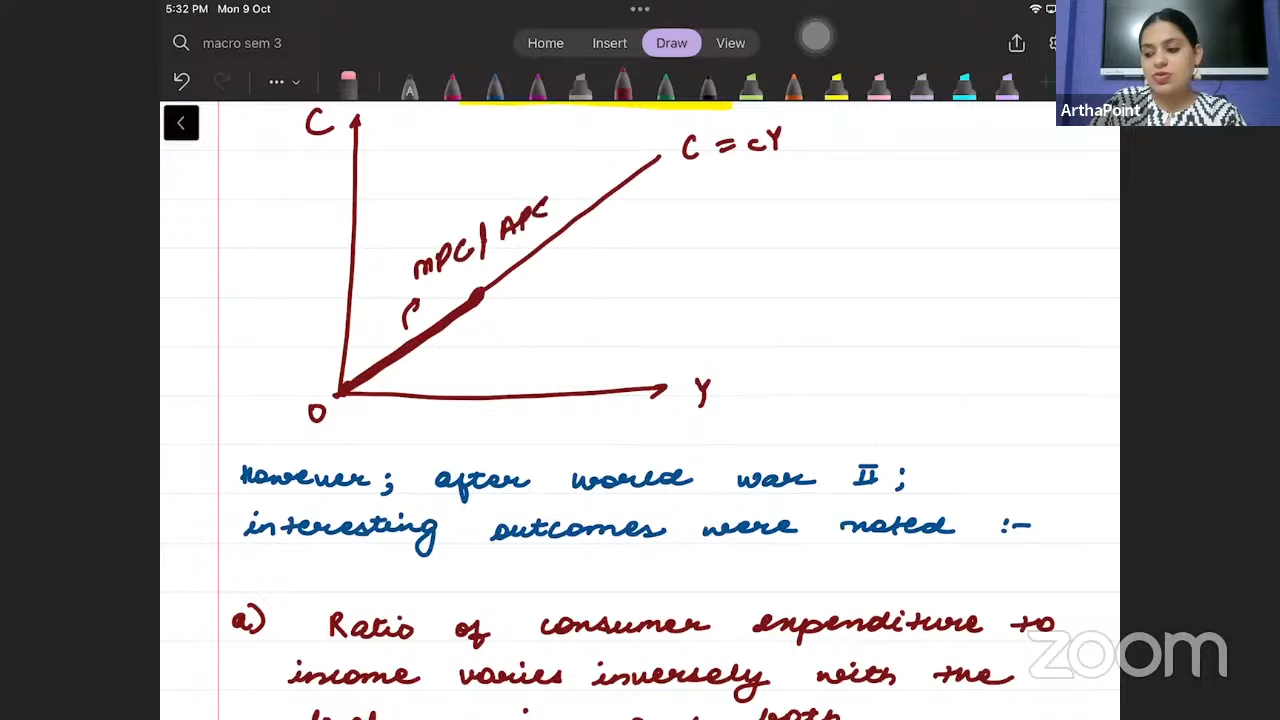 5:32 PM Mon 9 Oct
macro sem 3
Home Insert Draw View
ArthaPoint
A
C
C = cY
MPC/APC
O
Y
However; after world war II;
interesting outcomes were noted :-
a.) Ratio of consumer expenditure to
income varies inversely with the
both
zoom